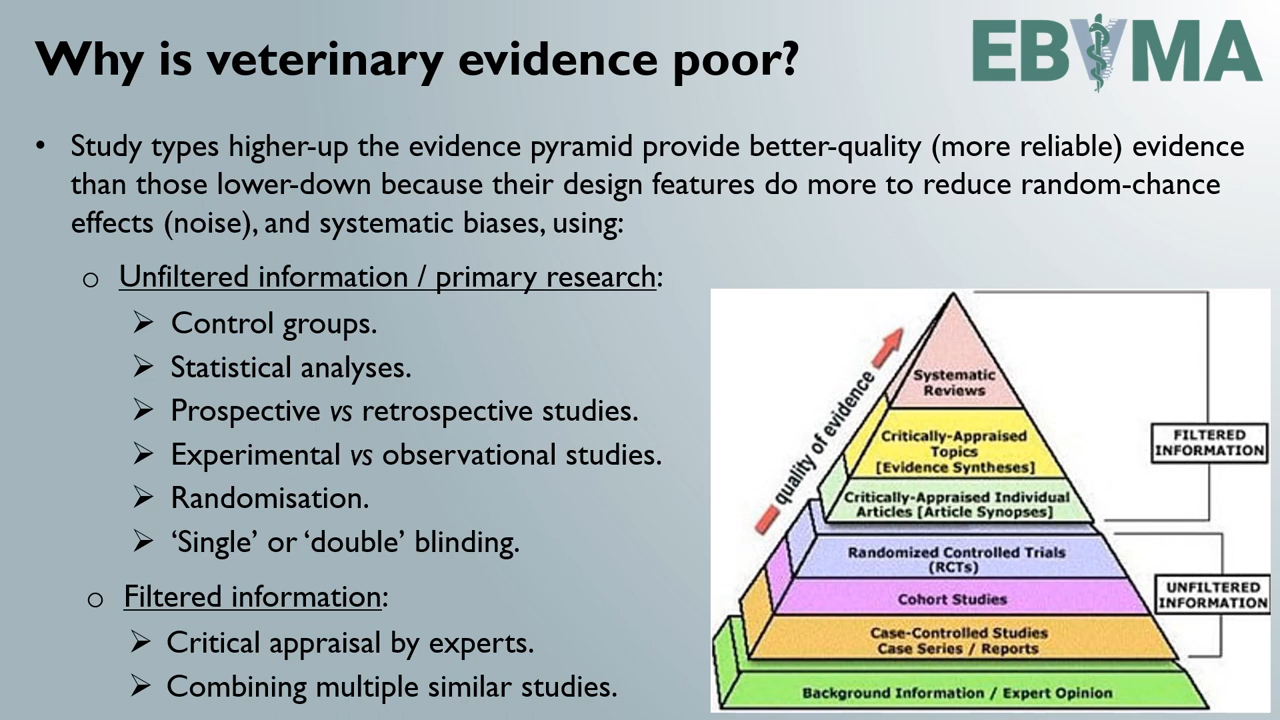 Why is veterinary evidence poor?
EBVMA
• Study types higher-up the evidence pyramid provide better-quality (more reliable) evidence
than those lower-down because their design features do more to reduce random-chance
effects (noise), and systematic biases, using:
o Unfiltered information / primary research:
➢ Control groups.
➢ Statistical analyses.
➢ Prospective vs retrospective studies.
➢ Experimental vs observational studies.
➢ Randomisation.
➢ ‘Single’ or ‘double’ blinding.
o Filtered information:
➢ Critical appraisal by experts.
➢ Combining multiple similar studies.
quality of evidence
Systematic
Reviews
Critically-Appraised
Topics
[Evidence Syntheses]
Critically-Appraised Individual
Articles [Article Synopses]
Randomized Controlled Trials
(RCTs)
Cohort Studies
Case-Controlled Studies
Case Series / Reports
Background Information / Expert Opinion
FILTERED
INFORMATION
UNFILTERED
INFORMATION